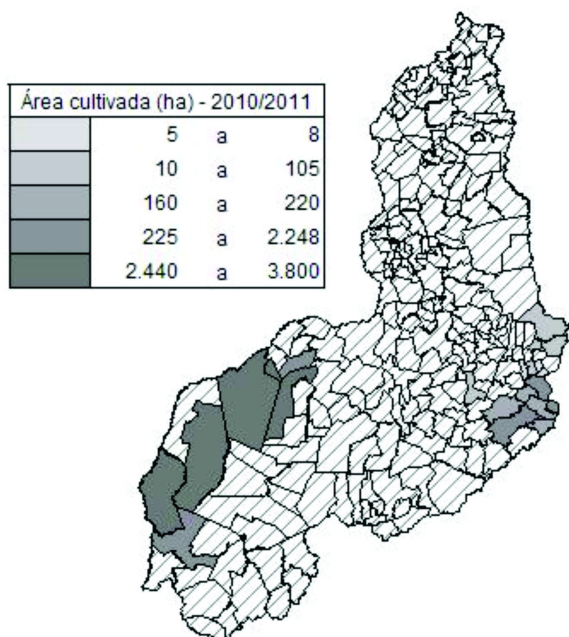 Área cultivada (ha) - 2010/2011
5 a 8
10 a 105
160 a 220
225 a 2.248
2.440 a 3.800